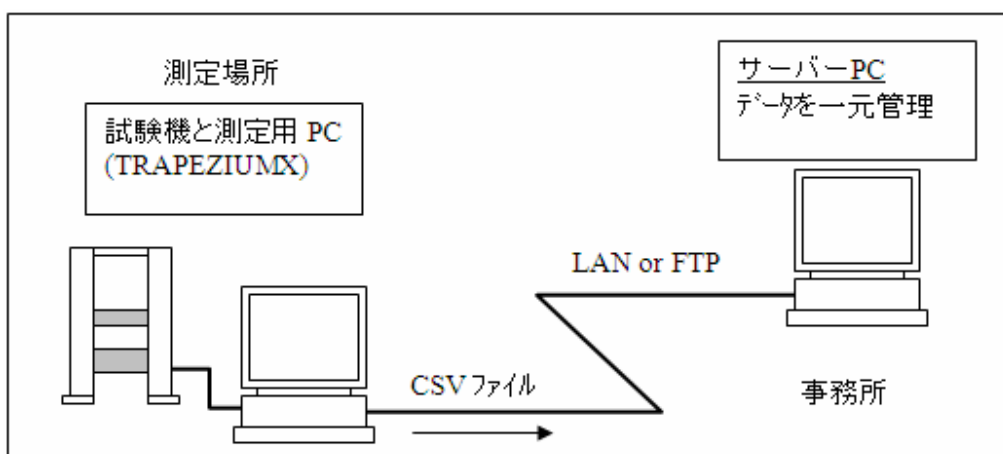 測定場所
試験機と測定用 PC
(TRAPEZIUMX)
サーバーPC
データを一元管理
LAN or FTP
CSVファイル
事務所